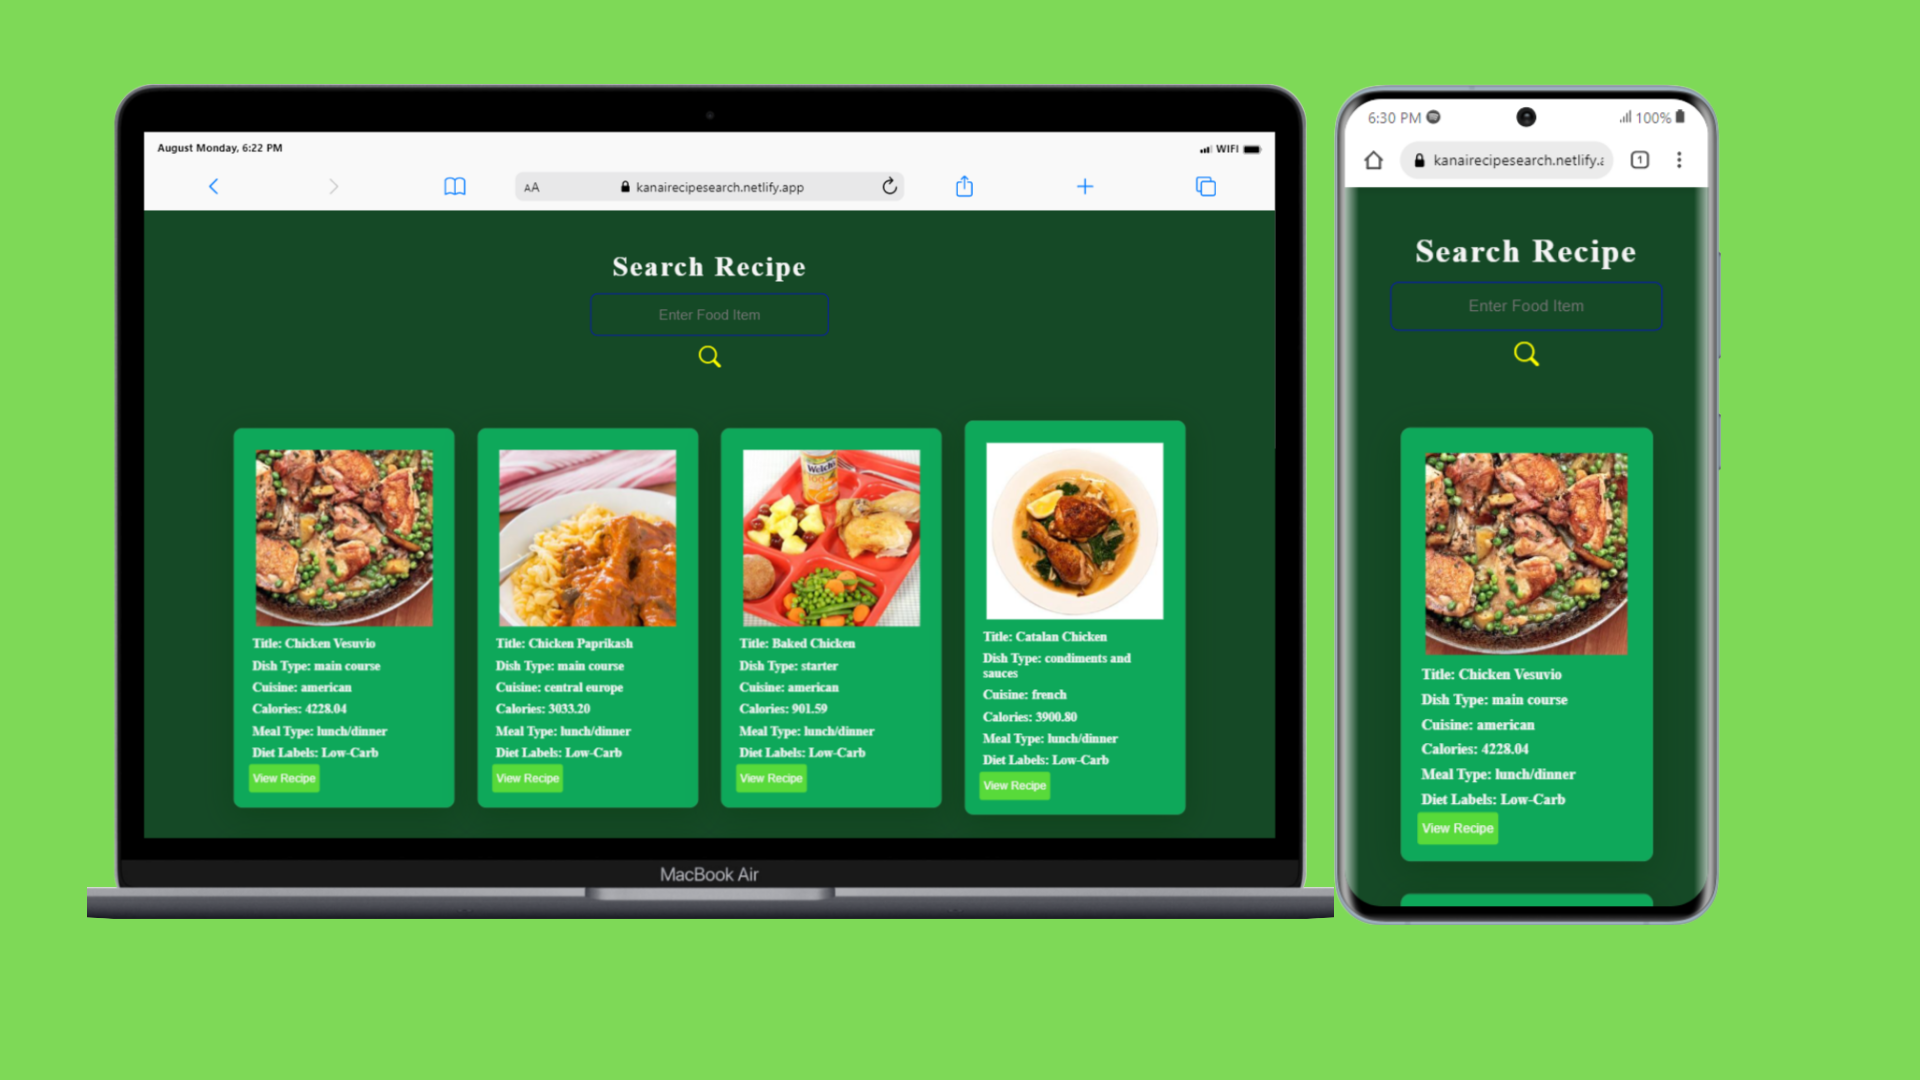 August Monday, 6:22 PM
WIFI
AA
kanairecipesearch.netlify.app
Search Recipe
Enter Food Item
Welch's
100%
Title: Chicken Vesuvio
Dish Type: main course
Cuisine: american
Calories: 4228.04
Meal Type: lunch/dinner
Diet Labels: Low-Carb
View Recipe
Title: Chicken Paprikash
Dish Type: main course
Cuisine: central europe
Calories: 3033.20
Meal Type: lunch/dinner
Diet Labels: Low-Carb
View Recipe
Title: Baked Chicken
Dish Type: starter
Cuisine: american
Calories: 901.59
Meal Type: lunch/dinner
Diet Labels: Low-Carb
View Recipe
Title: Catalan Chicken
Dish Type: condiments and
sauces
Cuisine: french
Calories: 3900.80
Meal Type: lunch/dinner
Diet Labels: Low-Carb
View Recipe
MacBook Air
6:30 PM
100%
kanairecipesearch.netlify.a
1
Search Recipe
Enter Food Item
Title: Chicken Vesuvio
Dish Type: main course
Cuisine: american
Calories: 4228.04
Meal Type: lunch/dinner
Diet Labels: Low-Carb
View Recipe